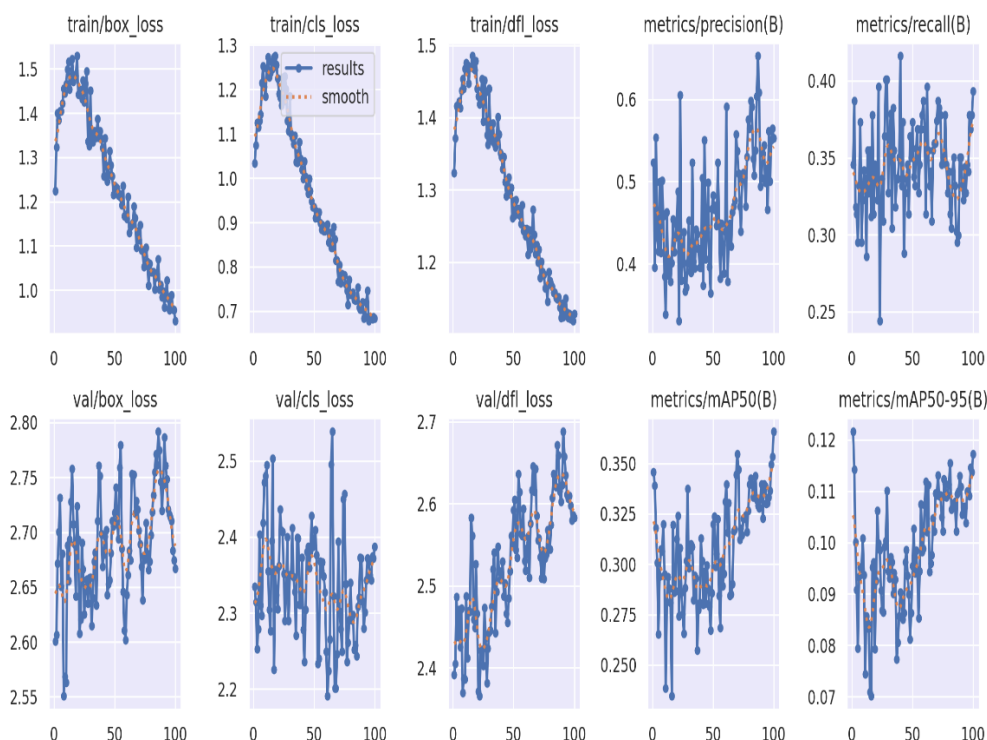 train/box_loss
train/cls_loss
train/dfl_loss
metrics/precision(B)
metrics/recall(B)
results
smooth
1.5
1.4
1.3
1.2
1.1
1.0
0 50 100
1.3
1.2
1.1
1.0
0.9
0.8
0.7
0 50 100
1.5
1.4
1.3
1.2
0 50 100
0.6
0.5
0.4
0 50 100
0.40
0.35
0.30
0.25
0 50 100
val/box_loss
val/cls_loss
val/dfl_loss
metrics/mAP50(B)
metrics/mAP50-95(B)
2.80
2.75
2.70
2.65
2.60
2.55
0 50 100
2.5
2.4
2.3
2.2
0 50 100
2.7
2.6
2.5
2.4
0 50 100
0.350
0.325
0.300
0.275
0.250
0 50 100
0.12
0.11
0.10
0.09
0.08
0.07
0 50 100